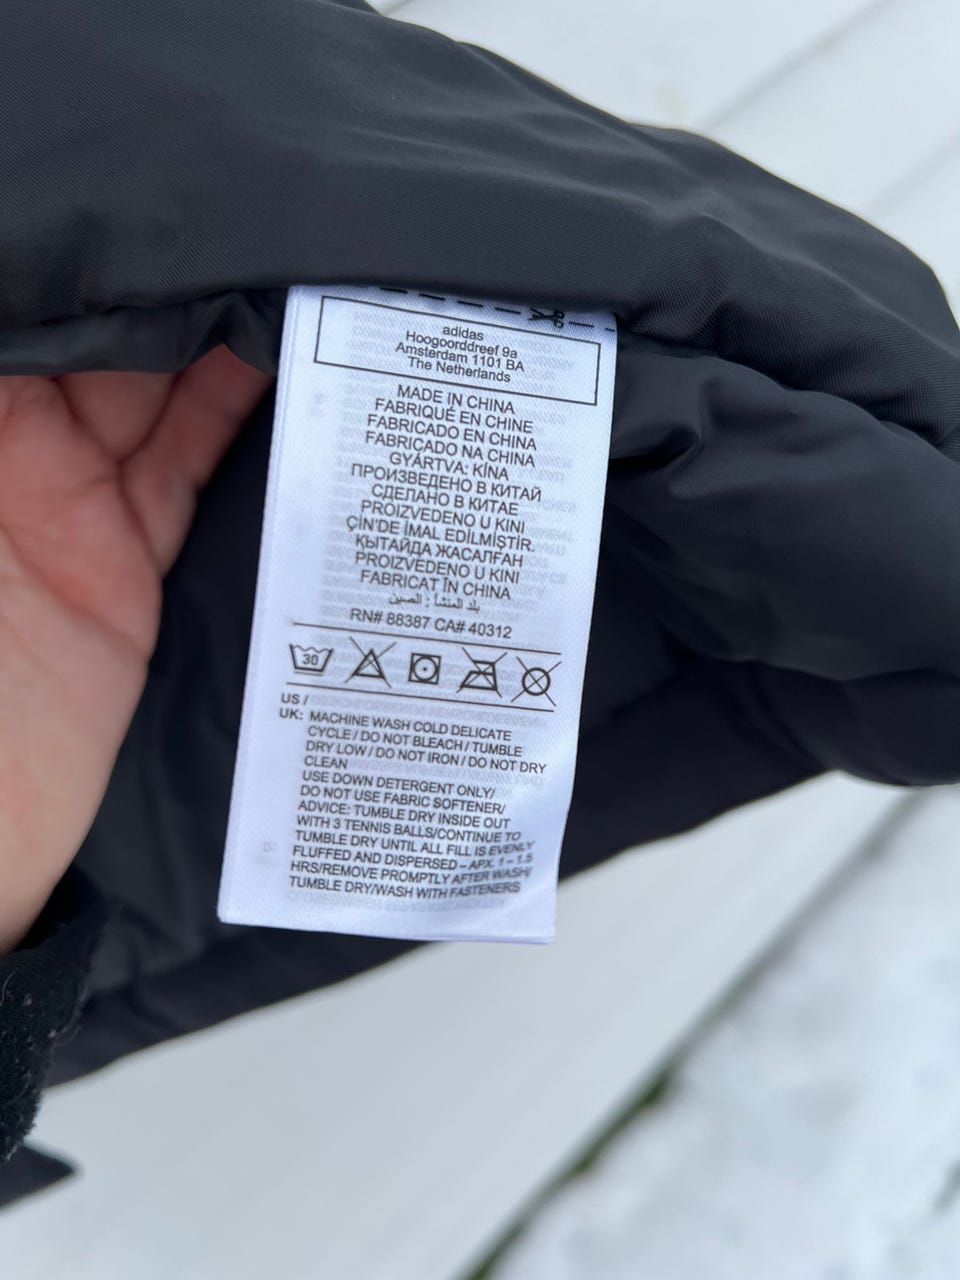 adidas
Hoogoorddreef 9a
Amsterdam 1101 BA
The Netherlands
MADE IN CHINA
FABRIQUÉ EN CHINE
FABRICADO EN CHINA
FABRICADO NA CHINA
GYÁRTVA: KÍNA
ПРОИЗВЕДЕНО В КИТАЙ
СДЕЛАНО В КИТАЕ
PROIZVEDENO U KINI
ÇİN'DE İMAL EDİLMİŞTİR.
ҚЫТАЙДА ЖАСАЛҒАН
PROIZVEDENO U KINI
FABRICAT ÎN CHINA
بلد المنشأ : الصين
RN# 88387 CA# 40312
30
US /
UK: MACHINE WASH COLD DELICATE
CYCLE / DO NOT BLEACH / TUMBLE
DRY LOW / DO NOT IRON / DO NOT DRY
CLEAN
USE DOWN DETERGENT ONLY/
DO NOT USE FABRIC SOFTENER/
ADVICE: TUMBLE DRY INSIDE OUT
WITH 3 TENNIS BALLS/CONTINUE TO
TUMBLE DRY UNTIL ALL FILL IS EVENLY
FLUFFED AND DISPERSED – APX. 1 – 1.5
HRS/REMOVE PROMPTLY AFTER WASH/
TUMBLE DRY/WASH WITH FASTENERS